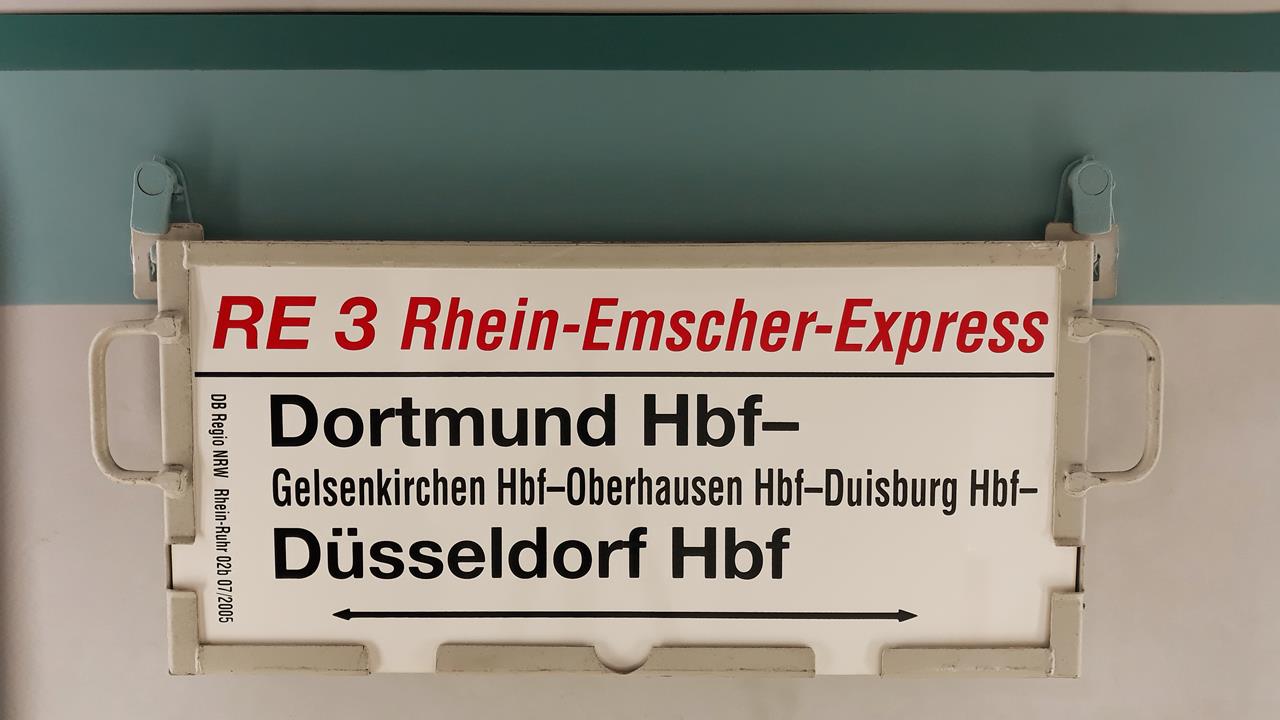 RE 3 Rhein-Emscher-Express
Dortmund Hbf–
Gelsenkirchen Hbf–Oberhausen Hbf–Duisburg Hbf–
Düsseldorf Hbf
DB Regio NRW Rhein-Ruhr 02b 07/2005